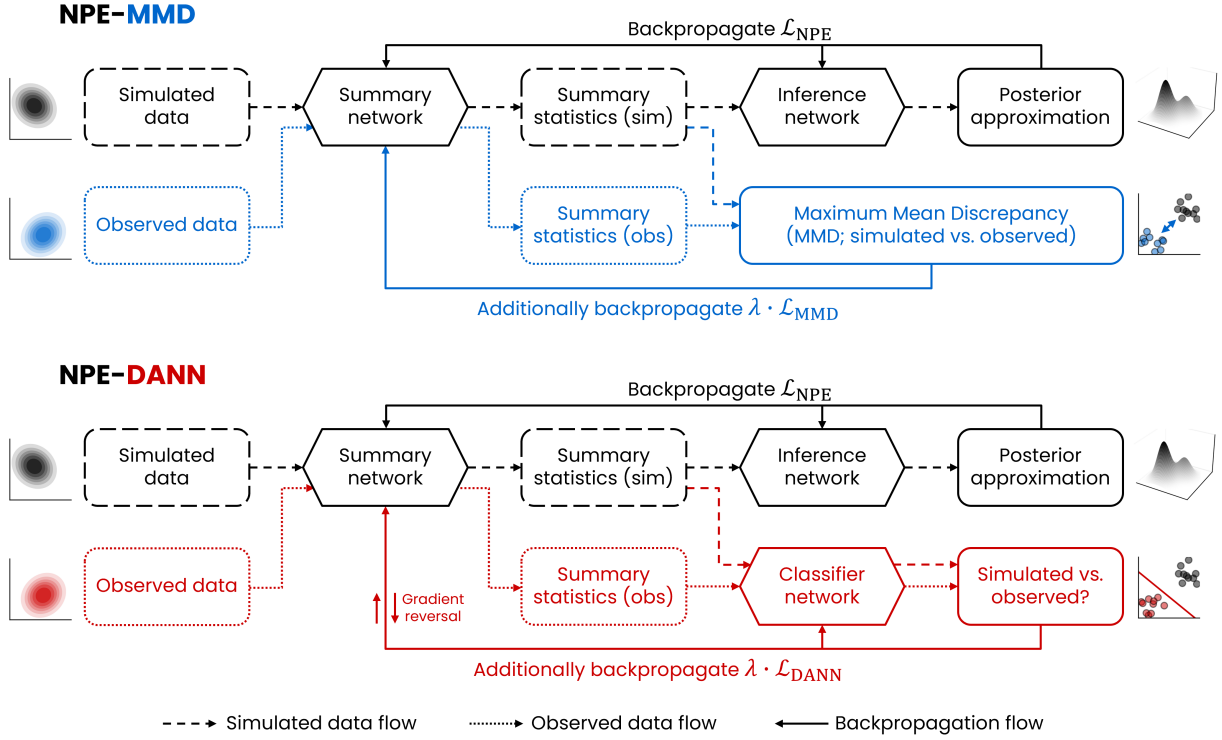 NPE-MMD
Backpropagate ℒNPE
Simulated
data
Summary
network
Summary
statistics (sim)
Inference
network
Posterior
approximation
Observed data
Summary
statistics (obs)
Maximum Mean Discrepancy
(MMD; simulated vs. observed)
Additionally backpropagate λ · ℒMMD
NPE-DANN
Backpropagate ℒNPE
Simulated
data
Summary
network
Summary
statistics (sim)
Inference
network
Posterior
approximation
Observed data
Summary
statistics (obs)
Classifier
network
Simulated vs.
observed?
Gradient
reversal
Additionally backpropagate λ · ℒDANN
Simulated data flow
Observed data flow
Backpropagation flow